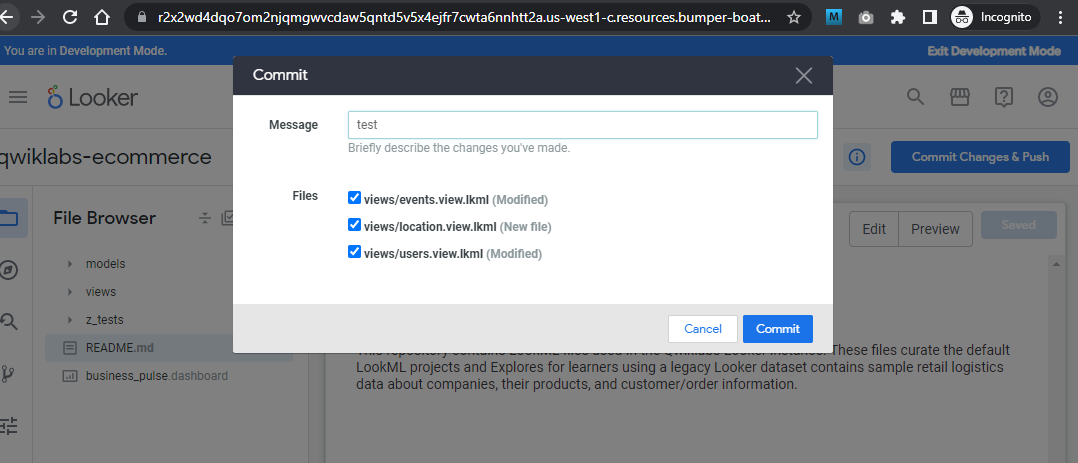 r2x2wd4dqo7om2njqmgwvcdaw5qntd5v5x4ejfr7cwta6nnhtt2a.us-west1-c.resources.bumper-boat...
M
Incognito
You are in Development Mode.
Exit Development Mode
Commit
Looker
Message
test
Briefly describe the changes you've made.
qwiklabs-ecommerce
Commit Changes & Push
Files
views/events.view.lkml (Modified)
views/location.view.lkml (New file)
views/users.view.lkml (Modified)
File Browser
Edit
Preview
Saved
models
views
z_tests
README.md
business_pulse.dashboard
Cancel
Commit
This repository contains LookML files used in the Qwiklabs Looker instance. These files curate the default
LookML projects and Explores for learners using a legacy Looker dataset contains sample retail logistics
data about companies, their products, and customer/order information.